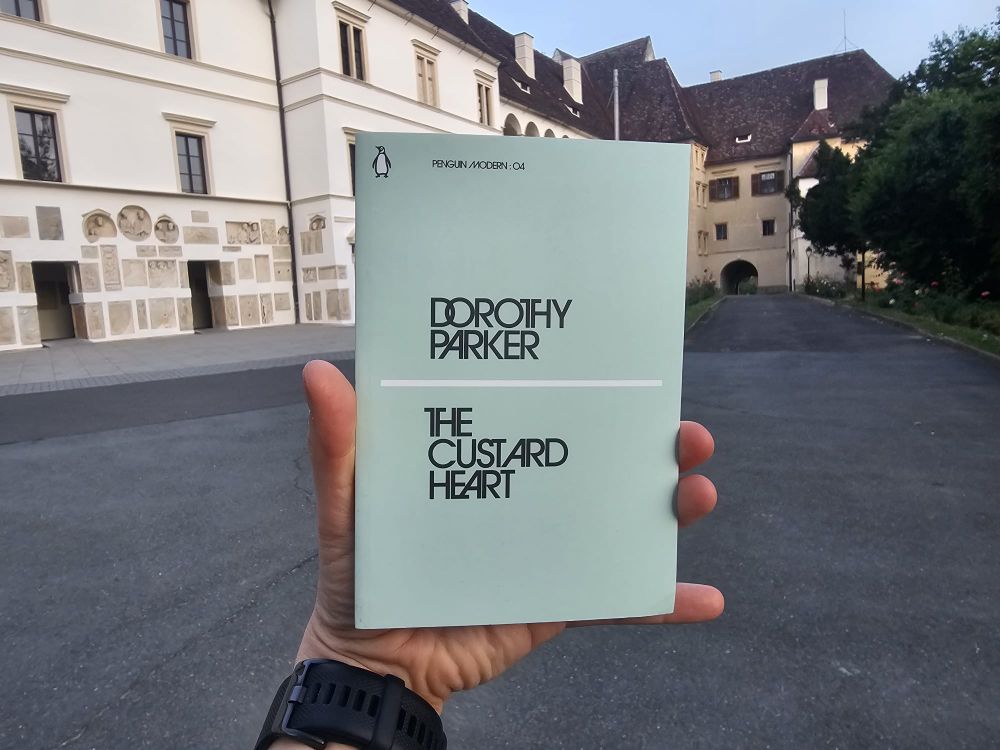 PENGUIN MODERN : 04
DOROTHY
PARKER
THE
CUSTARD
HEART